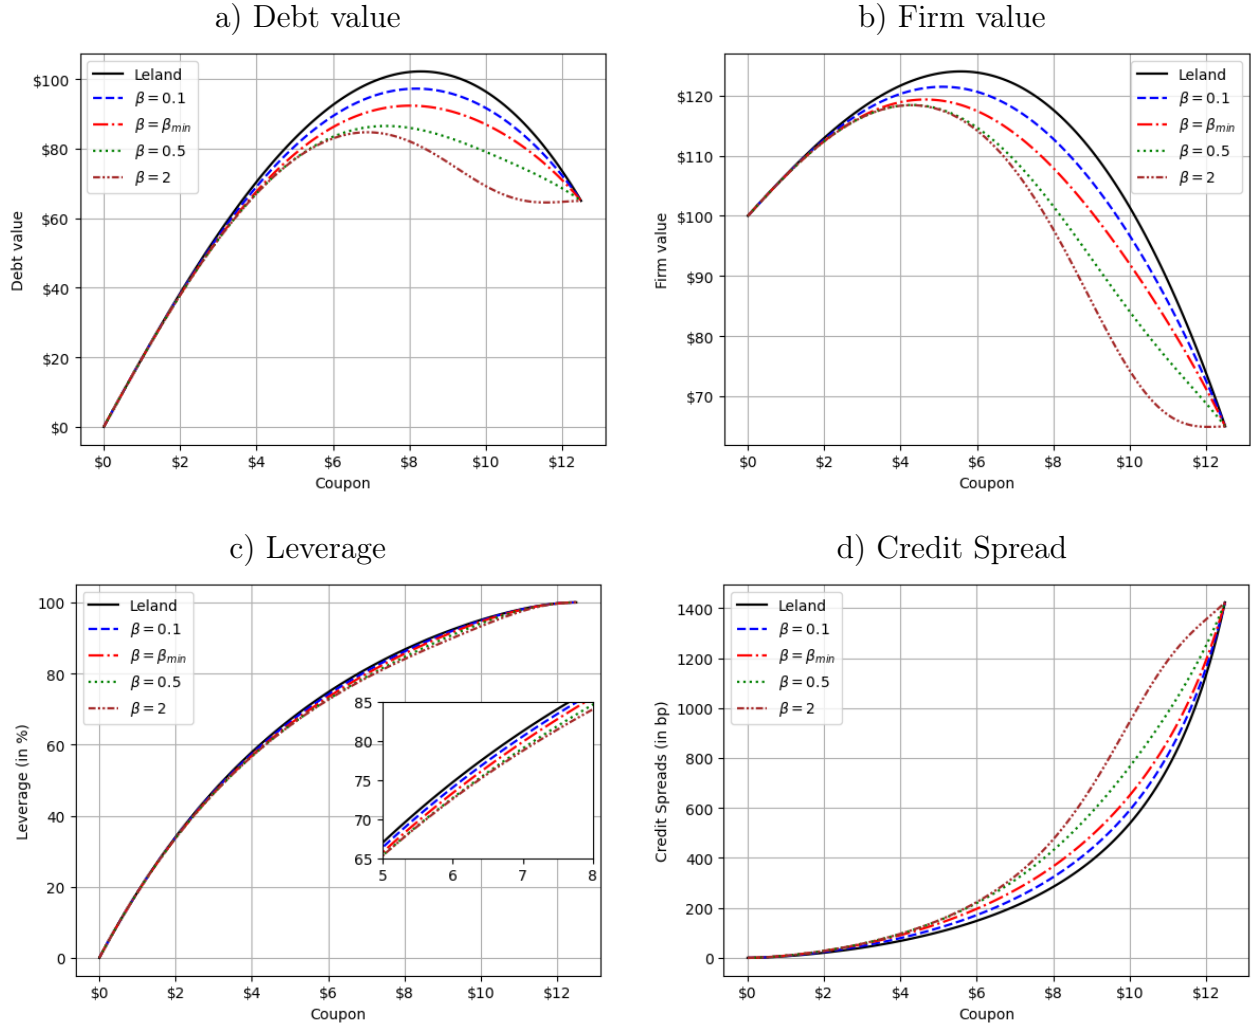 a) Debt value
Leland
β = 0.1
β = βmin
β = 0.5
β = 2
$100
$80
$60
$40
$20
$0
Debt value
$0 $2 $4 $6 $8 $10 $12
Coupon
b) Firm value
Leland
β = 0.1
β = βmin
β = 0.5
β = 2
$120
$110
$100
$90
$80
$70
Firm value
$0 $2 $4 $6 $8 $10 $12
Coupon
c) Leverage
Leland
β = 0.1
β = βmin
β = 0.5
β = 2
100
80
60
40
20
0
Leverage (in %)
85
80
75
70
65
5 6 7 8
$0 $2 $4 $6 $8 $10 $12
Coupon
d) Credit Spread
Leland
β = 0.1
β = βmin
β = 0.5
β = 2
1400
1200
1000
800
600
400
200
0
Credit Spreads (in bp)
$0 $2 $4 $6 $8 $10 $12
Coupon